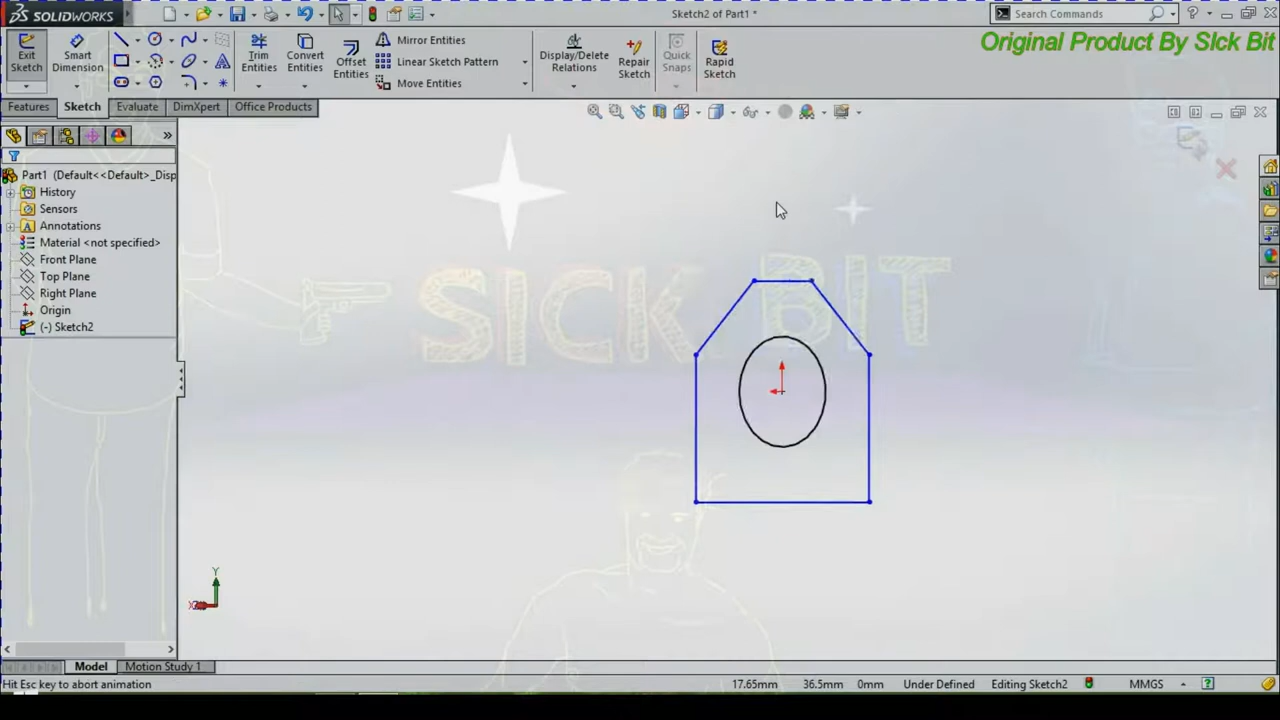 SOLIDWORKS
Sketch2 of Part1 *
Search Commands
Original Product By SIck Bit
Exit Sketch
Smart Dimension
Trim Entities
Convert Entities
Offset Entities
Mirror Entities
Linear Sketch Pattern
Move Entities
Display/Delete Relations
Repair Sketch
Quick Snaps
Rapid Sketch
Features
Sketch
Evaluate
DimXpert
Office Products
Part1 (Default<<Default>_Disp
History
Sensors
Annotations
Material <not specified>
Front Plane
Top Plane
Right Plane
Origin
(-) Sketch2
SICK BIT
Y
X
Model
Motion Study 1
Hit Esc key to abort animation
17.65mm
36.5mm
0mm
Under Defined
Editing Sketch2
MMGS